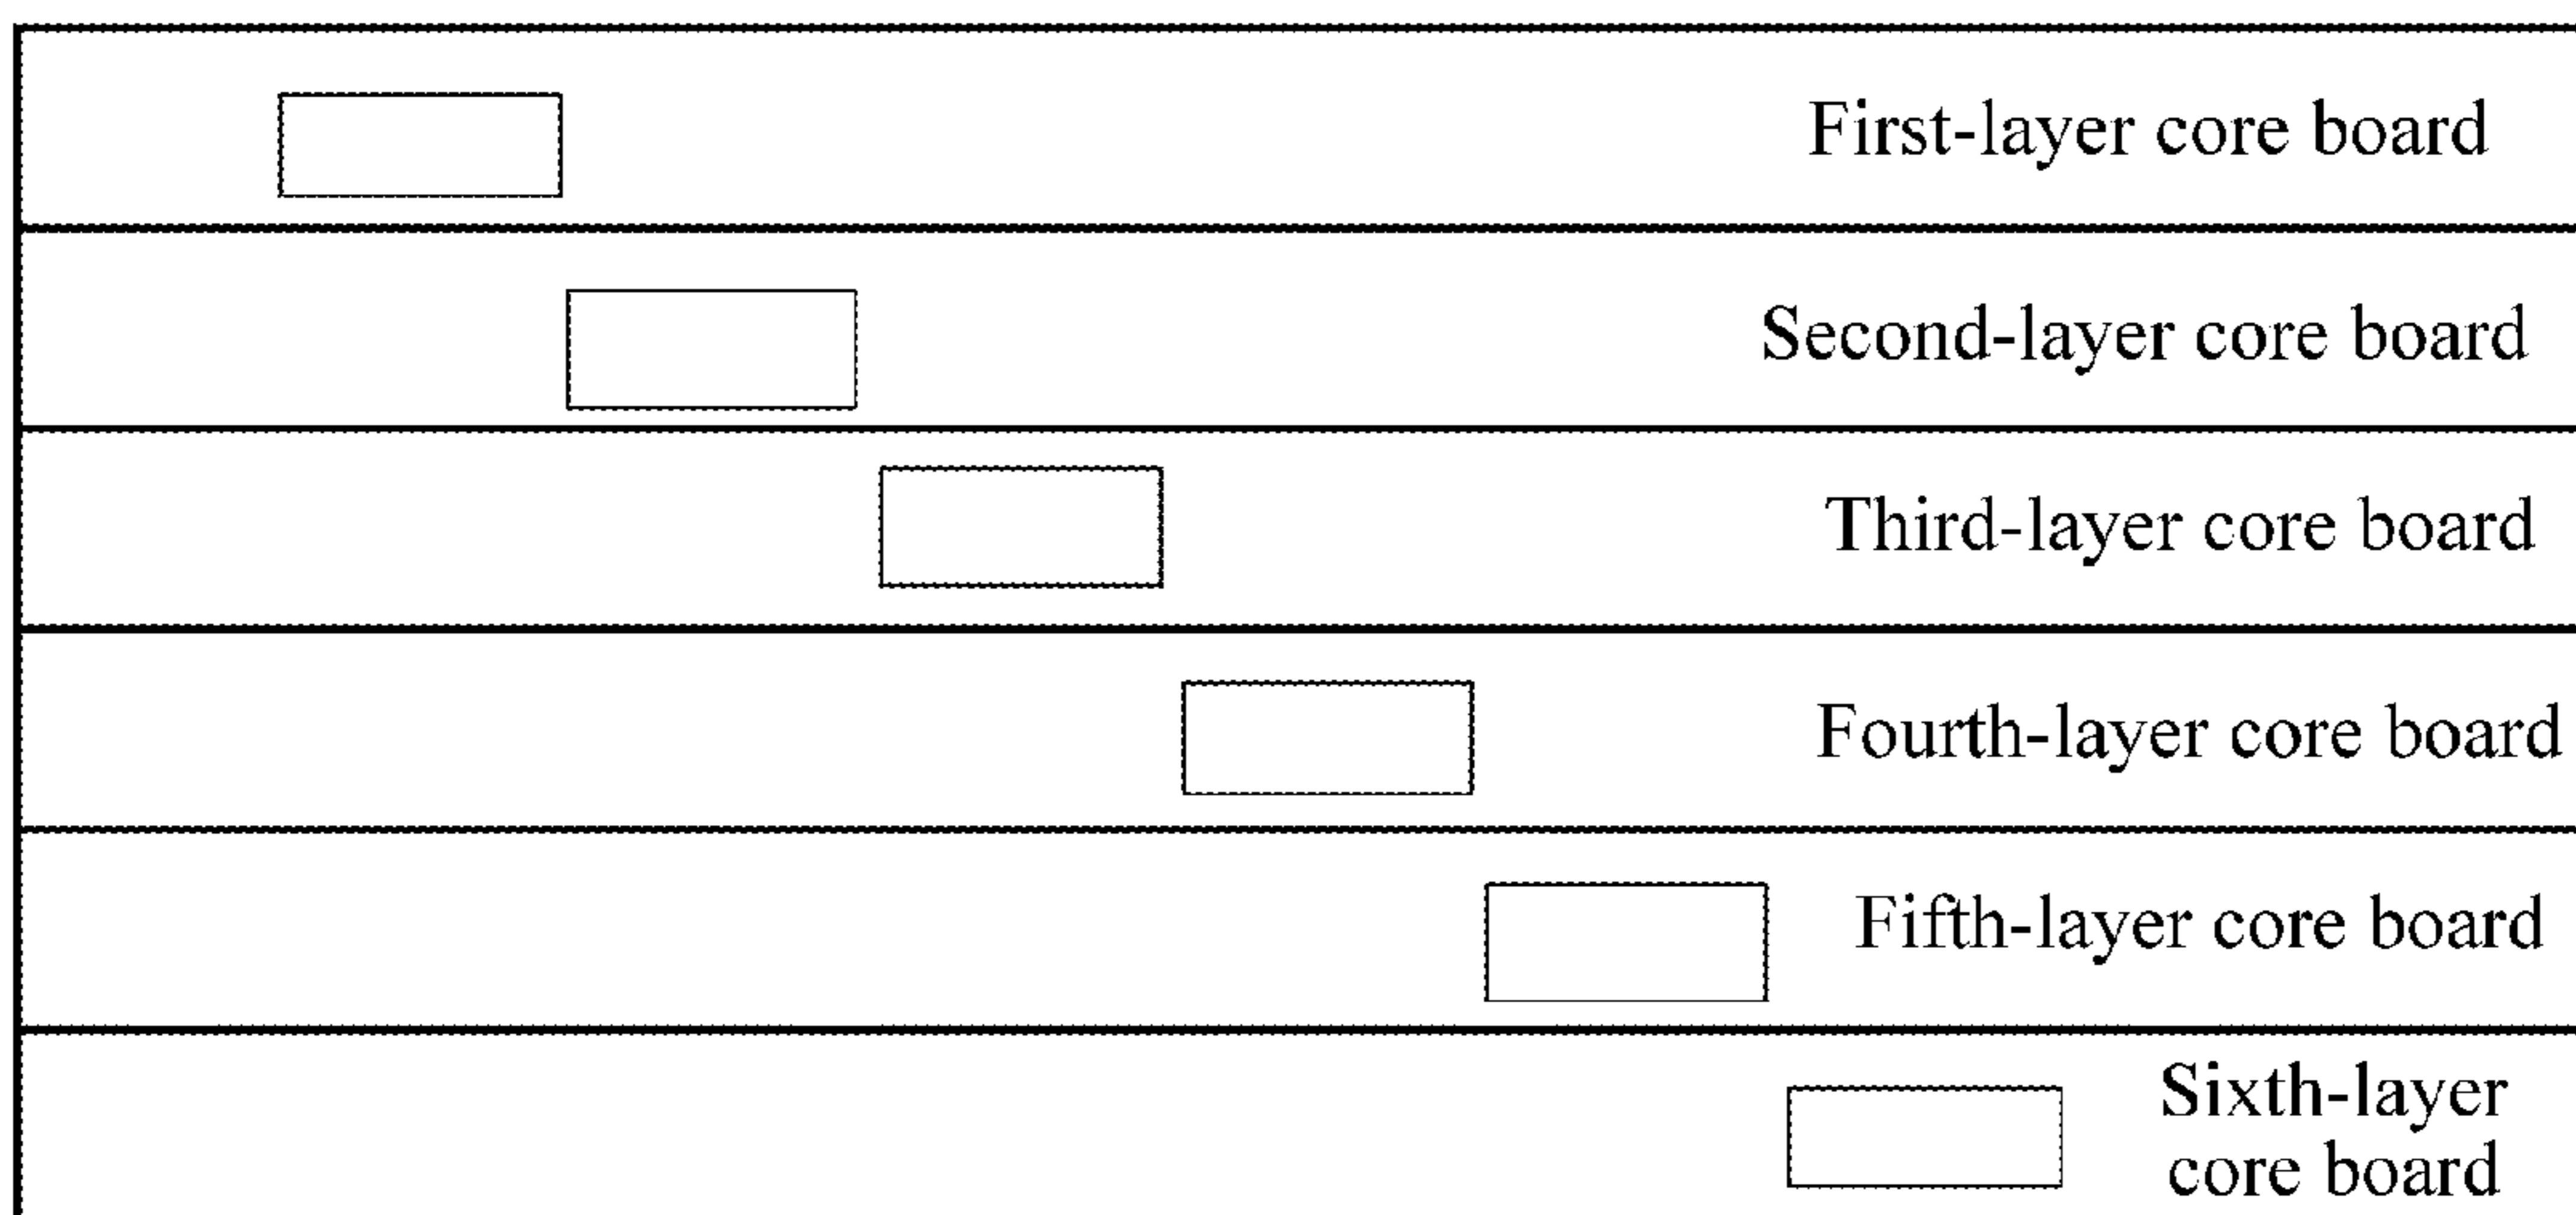 First-layer core board
Second-layer core board
Third-layer core board
Fourth-layer core board
Fifth-layer core board
Sixth-layer
core board